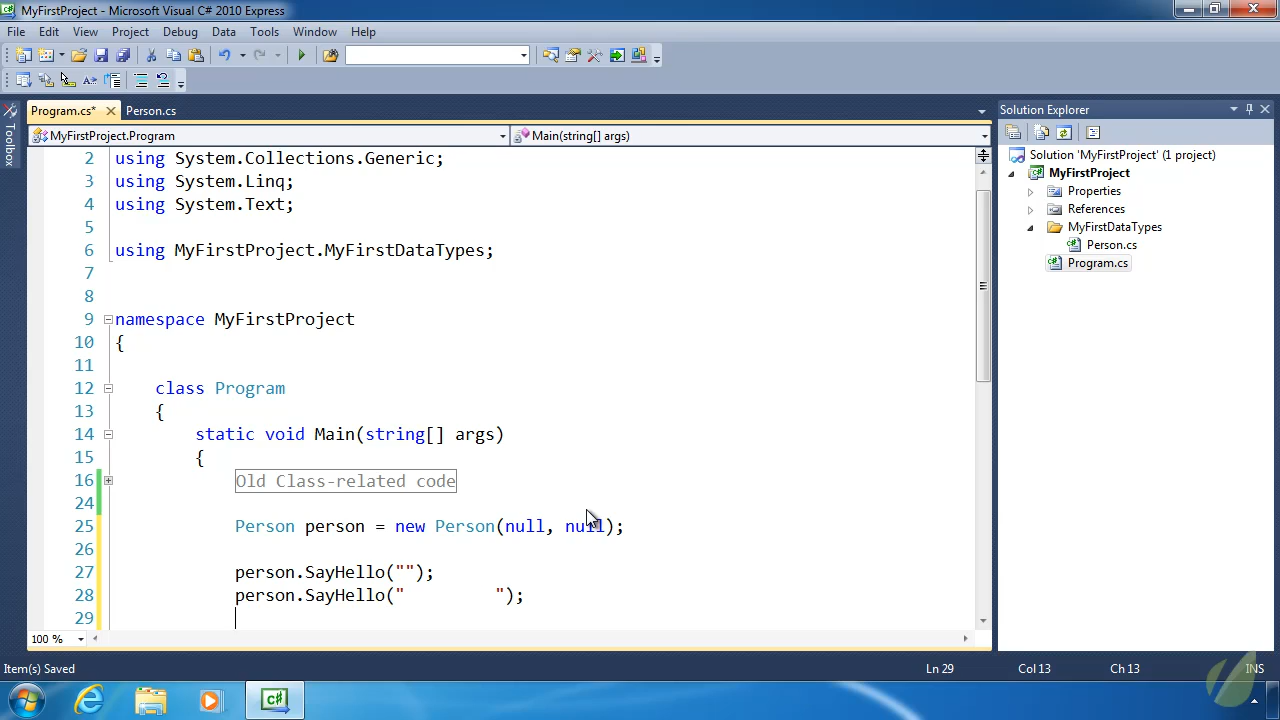 MyFirstProject - Microsoft Visual C# 2010 Express
File Edit View Project Debug Data Tools Window Help
Toolbox
Program.cs* Person.cs
MyFirstProject.Program Main(string[] args)
2 using System.Collections.Generic;
3 using System.Linq;
4 using System.Text;
5
6 using MyFirstProject.MyFirstDataTypes;
7
8
9 namespace MyFirstProject
10 {
11
12 class Program
13 {
14 static void Main(string[] args)
15 {
16 Old Class-related code
24
25 Person person = new Person(null, null);
26
27 person.SayHello("");
28 person.SayHello("         ");
29
100 %
Solution Explorer
Solution 'MyFirstProject' (1 project)
MyFirstProject
Properties
References
MyFirstDataTypes
Person.cs
Program.cs
Item(s) Saved Ln 29 Col 13 Ch 13 INS